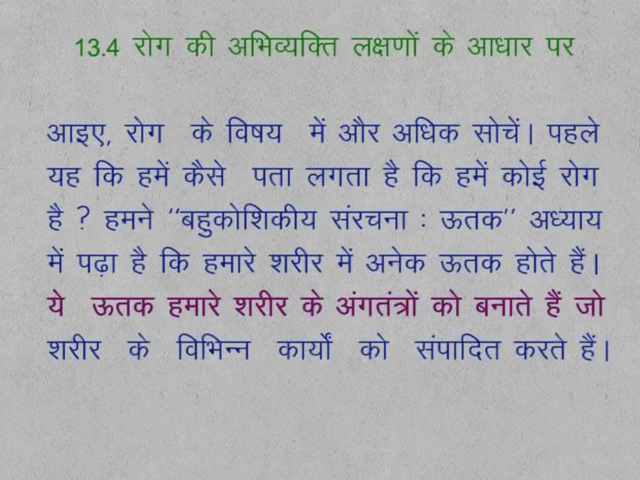 13.4 रोग की अभिव्यक्ति लक्षणों के आधार पर
आइए, रोग के विषय में और अधिक सोचें। पहले
यह कि हमें कैसे पता लगता है कि हमें कोई रोग
है ? हमने ‘‘बहुकोशिकीय संरचना : ऊतक’’ अध्याय
में पढ़ा है कि हमारे शरीर में अनेक ऊतक होते हैं।
ये ऊतक हमारे शरीर के अंगतंत्रों को बनाते हैं जो
शरीर के विभिन्न कार्यों को संपादित करते हैं।